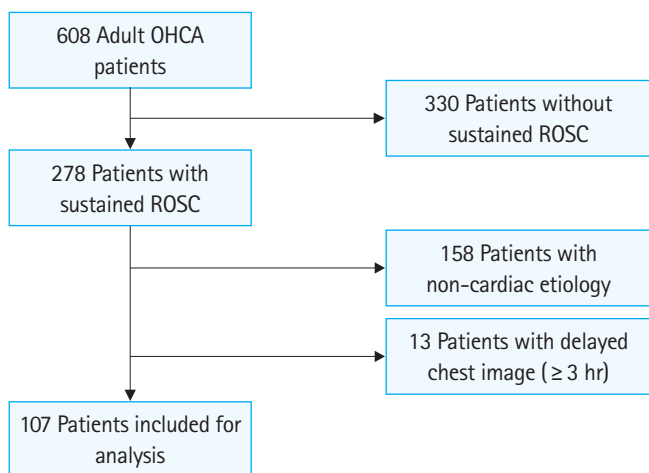 608 Adult OHCA
patients
330 Patients without
sustained ROSC
278 Patients with
sustained ROSC
158 Patients with
non-cardiac etiology
13 Patients with delayed
chest image (≥ 3 hr)
107 Patients included for
analysis